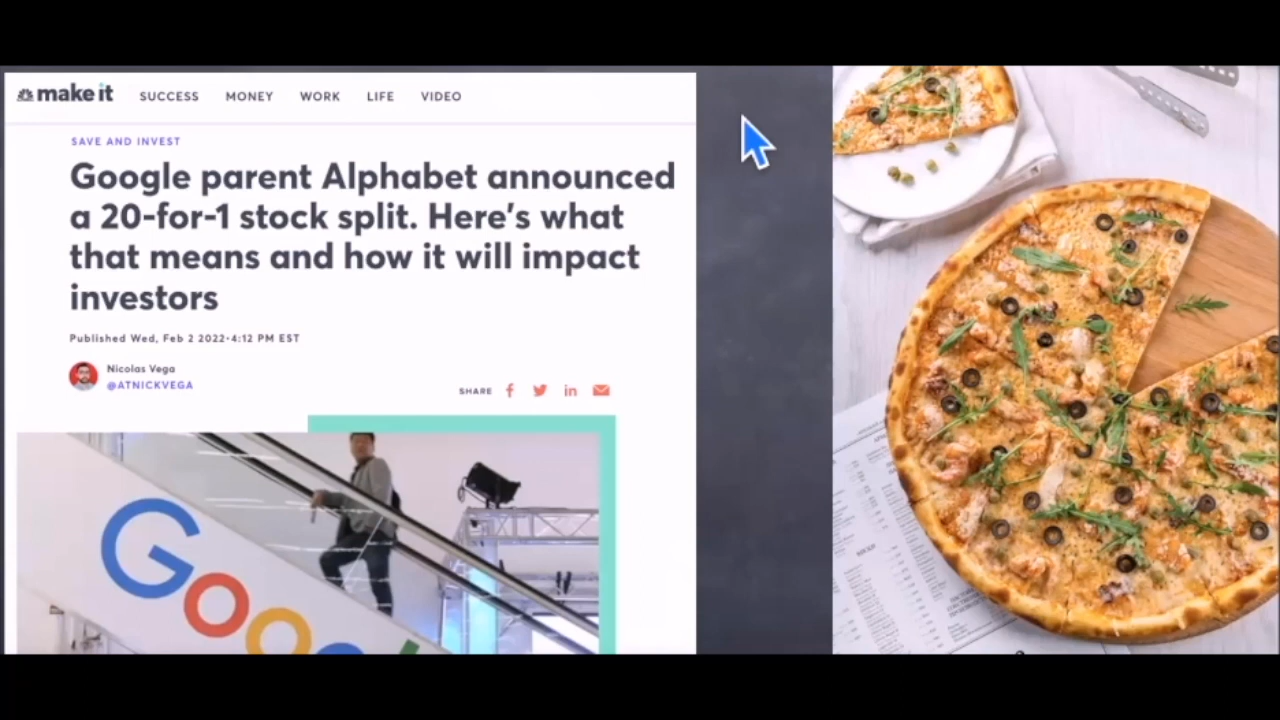 make it
SUCCESS MONEY WORK LIFE VIDEO
SAVE AND INVEST
Google parent Alphabet announced
a 20-for-1 stock split. Here's what
that means and how it will impact
investors
Published Wed, Feb 2 2022•4:12 PM EST
Nicolas Vega
@ATNICKVEGA
SHARE
Google